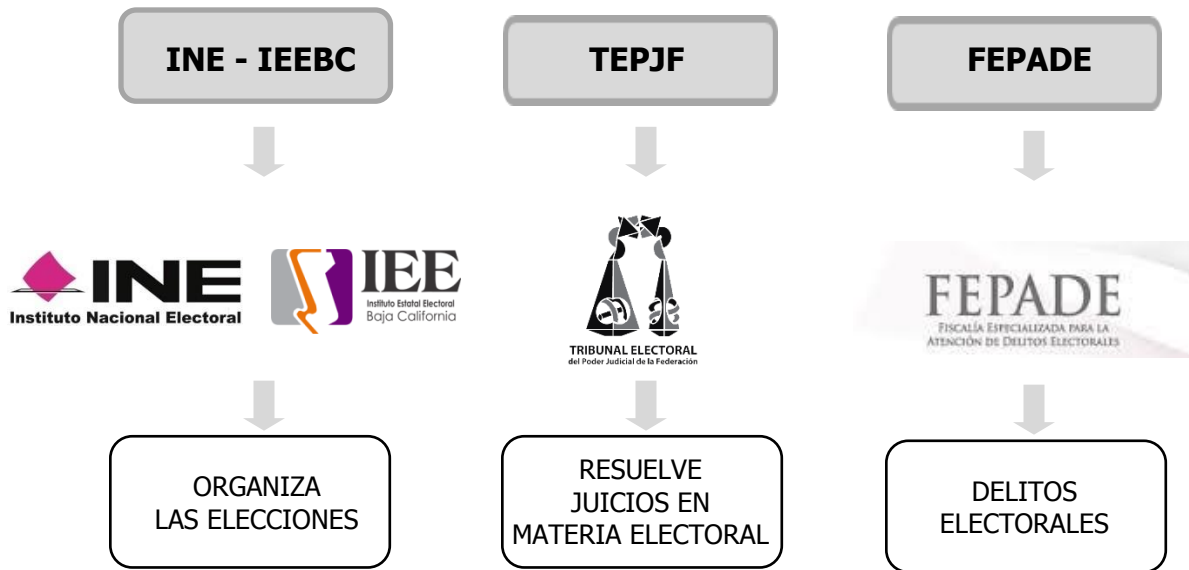 INE - IEEBC
TEPJF
FEPADE
INE
Instituto Nacional Electoral
IEE
Instituto Estatal Electoral
Baja California
TRIBUNAL ELECTORAL
del Poder Judicial de la Federación
FEPADE
FISCALÍA ESPECIALIZADA PARA LA
ATENCIÓN DE DELITOS ELECTORALES
ORGANIZA
LAS ELECCIONES
RESUELVE
JUICIOS EN
MATERIA ELECTORAL
DELITOS
ELECTORALES